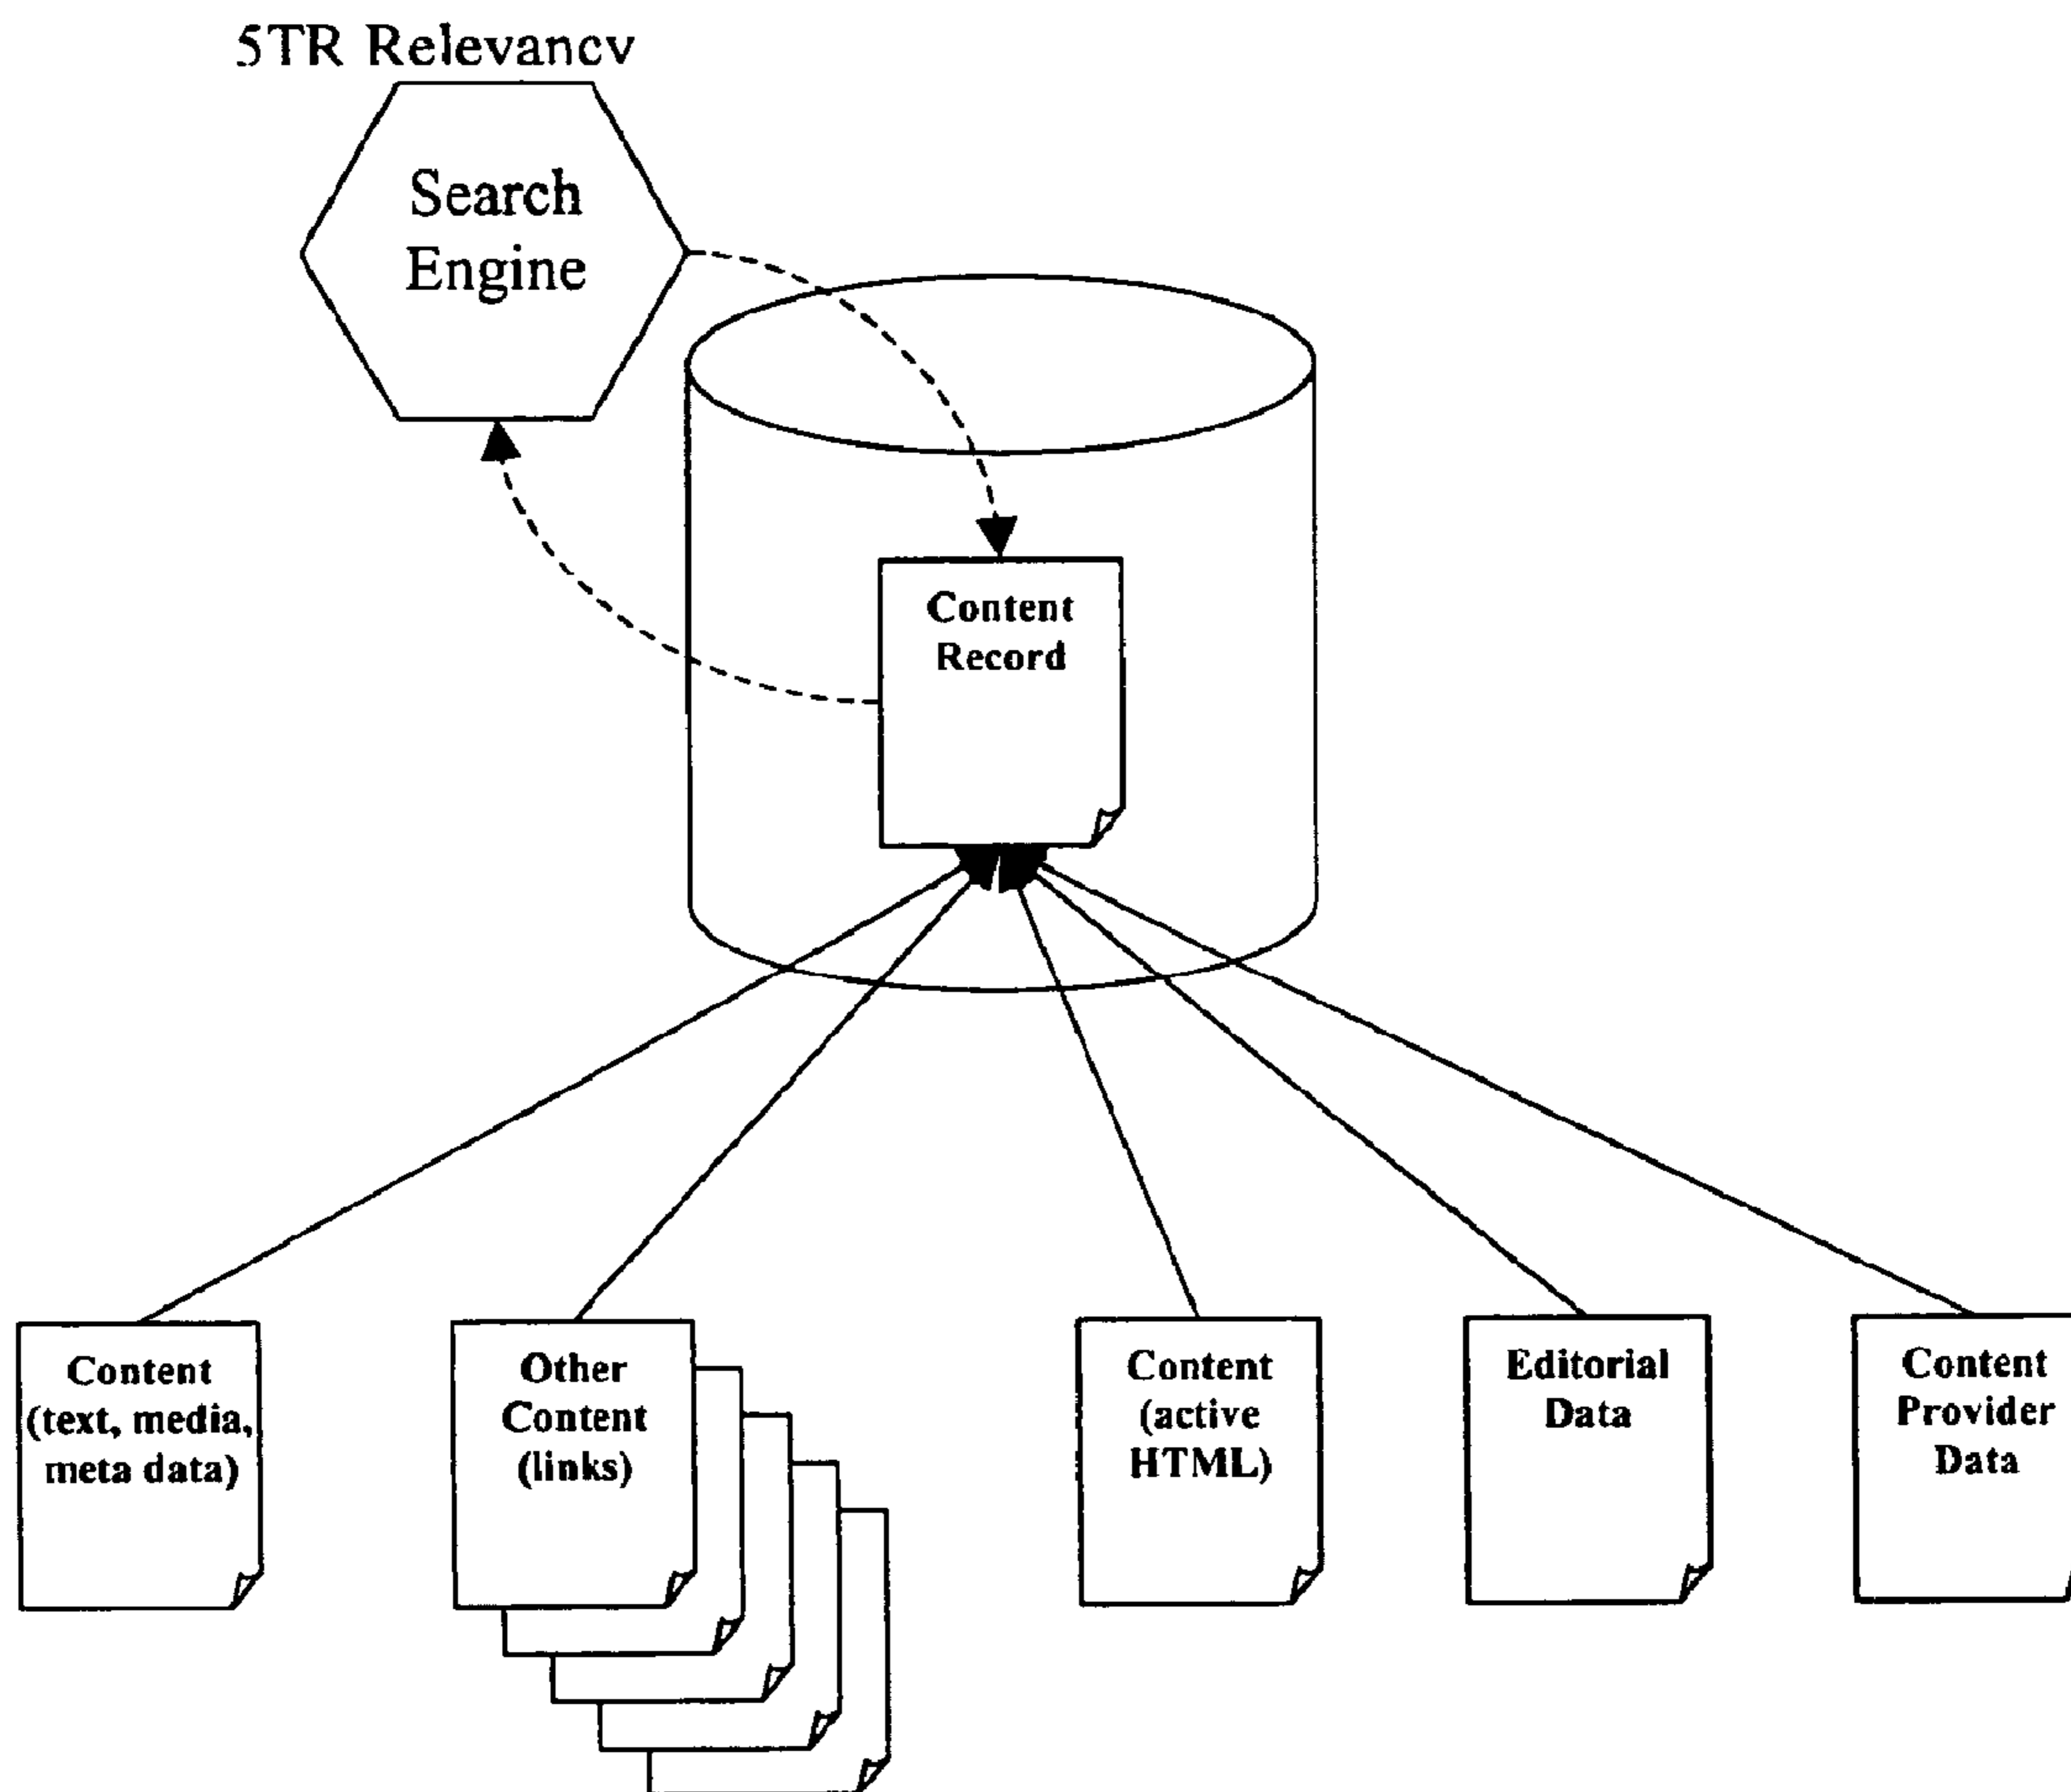 5TR Relevancy
Search
Engine
Content
Record
Content
(text, media,
meta data)
Other
Content
(links)
Content
(active
HTML)
Editorial
Data
Content
Provider
Data